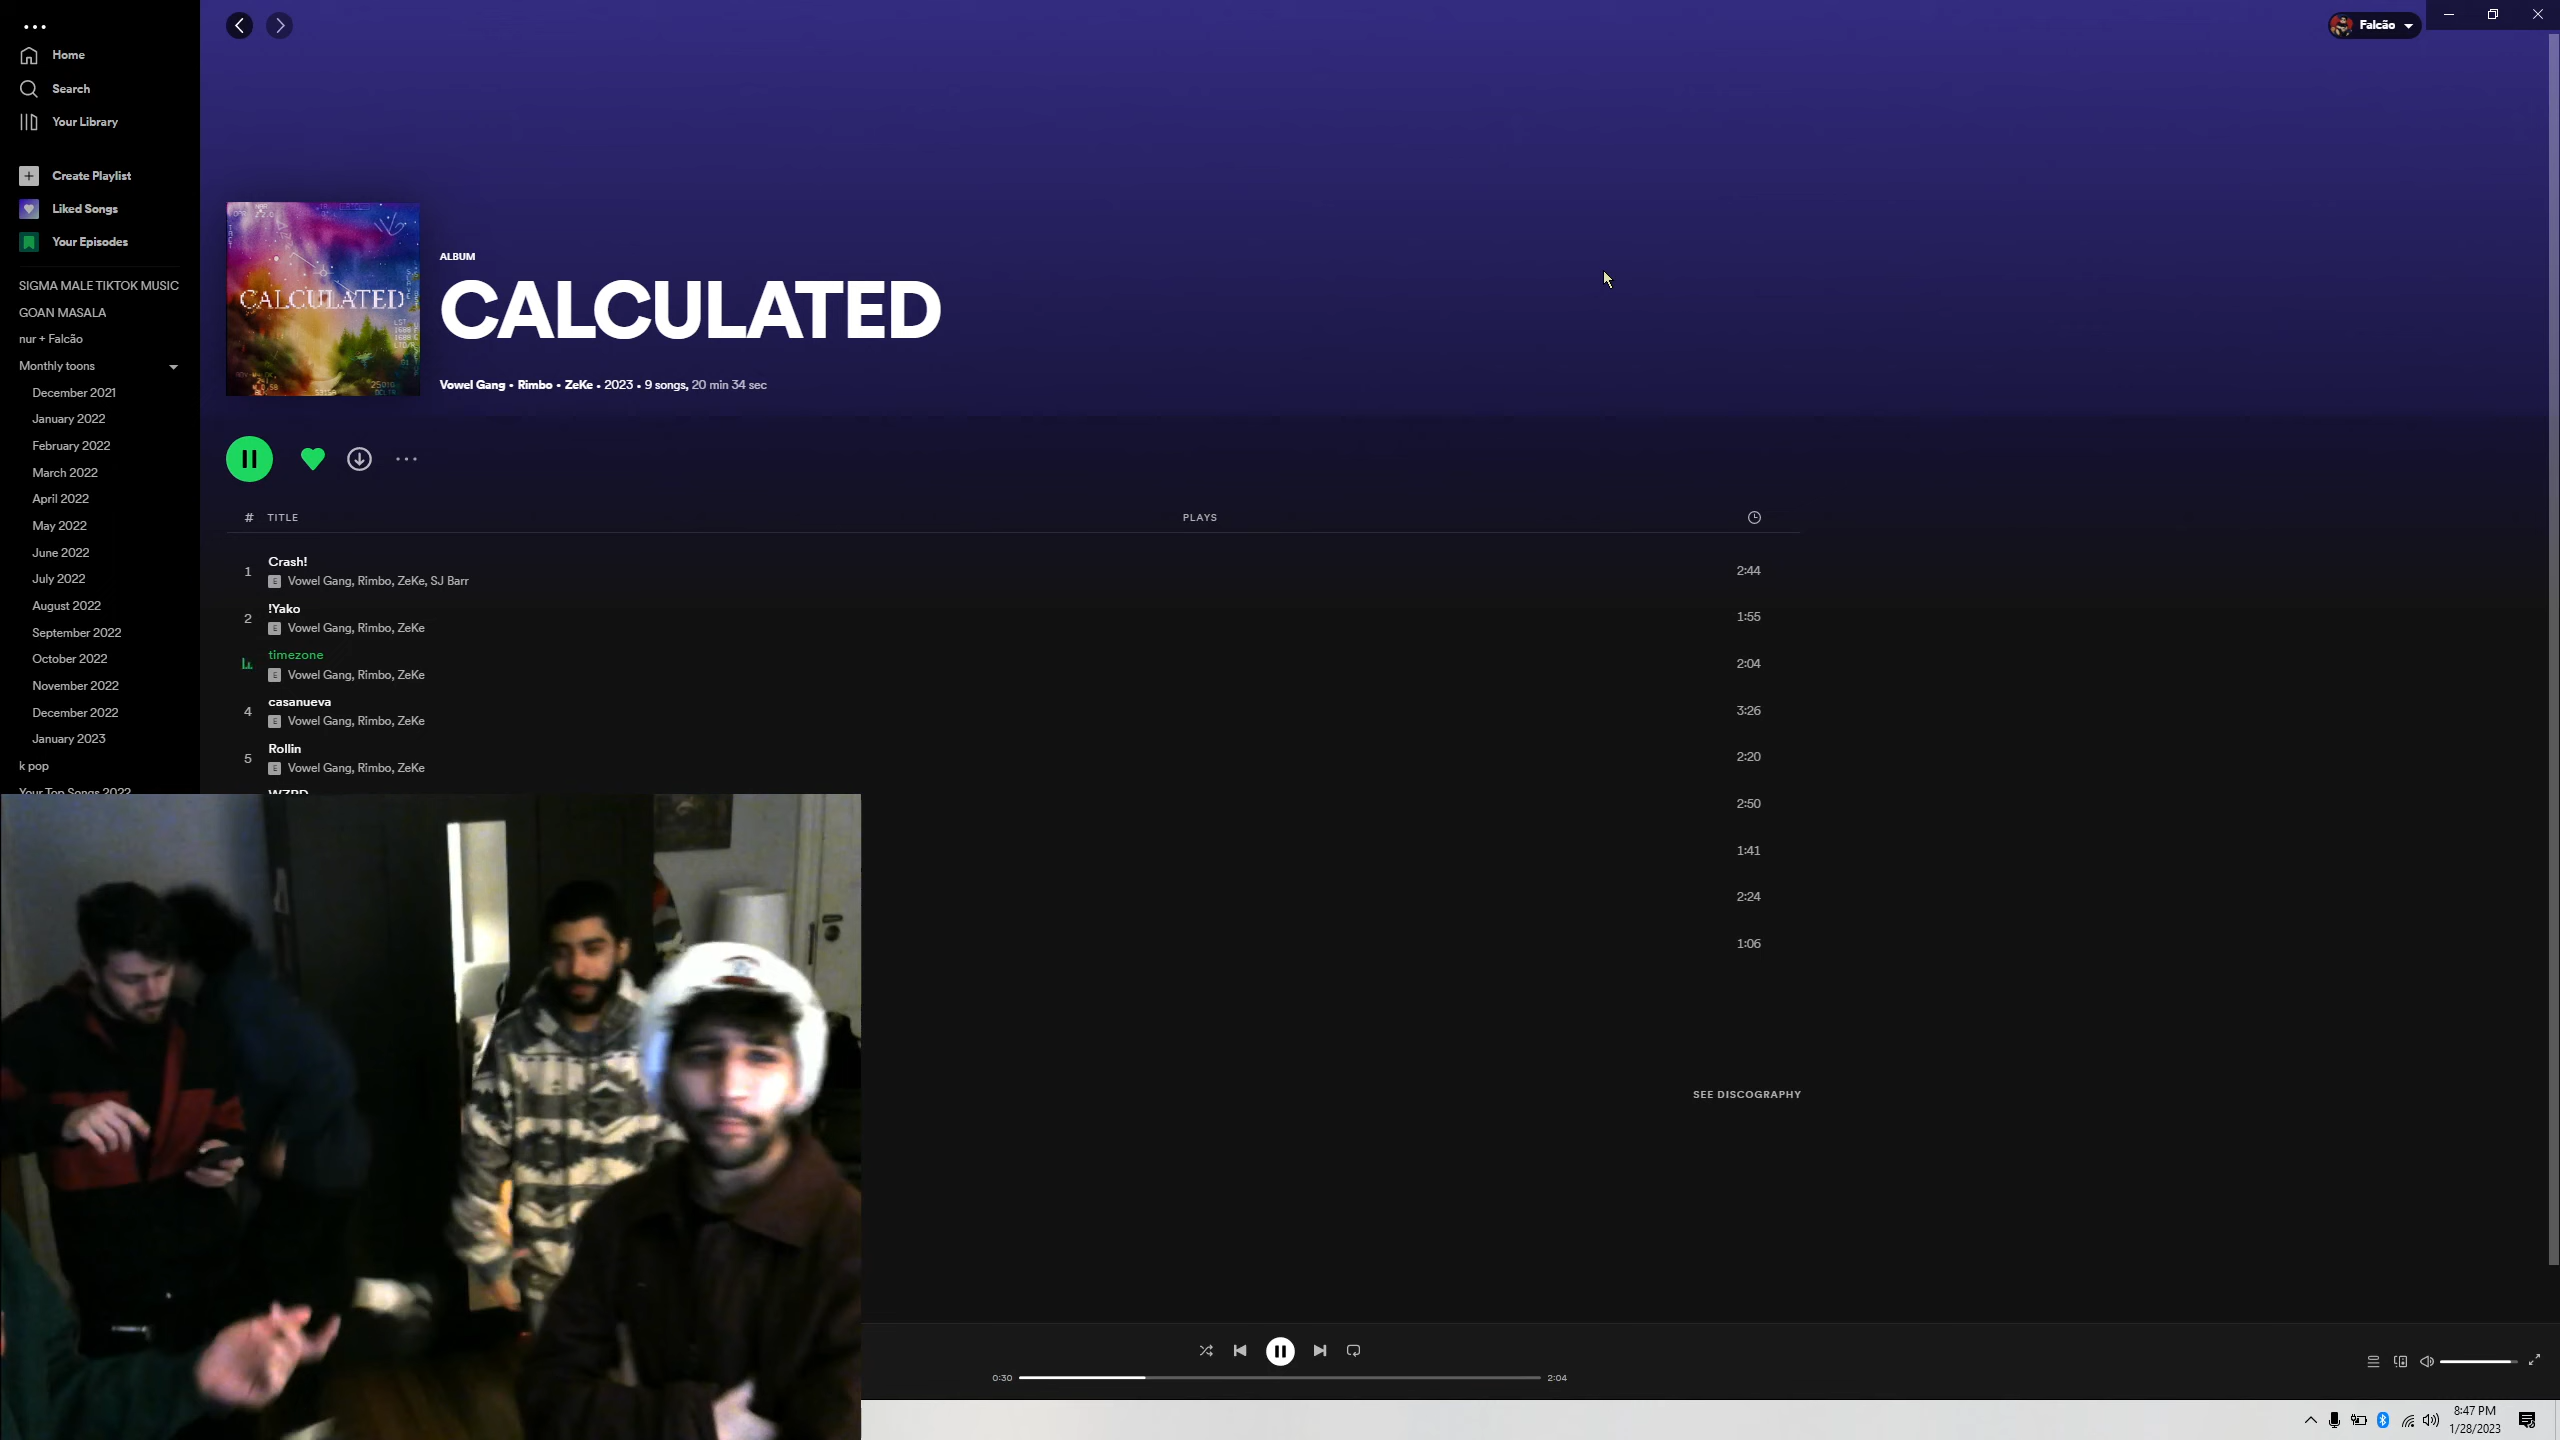 Home
Search
Your Library
Create Playlist
Liked Songs
Your Episodes
SIGMA MALE TIKTOK MUSIC
GOAN MASALA
nur + Falcão
Monthly toons
December 2021
January 2022
February 2022
March 2022
April 2022
May 2022
June 2022
July 2022
August 2022
September 2022
October 2022
November 2022
December 2022
January 2023
k pop
Your Top Songs 2022
Falcão
CALCULATED
ALBUM
CALCULATED
Vowel Gang • Rimbo • ZeKe • 2023 • 9 songs, 20 min 34 sec
# TITLE PLAYS
1 Crash! 2:44
E Vowel Gang, Rimbo, ZeKe, SJ Barr
2 !Yako 1:55
E Vowel Gang, Rimbo, ZeKe
timezone 2:04
E Vowel Gang, Rimbo, ZeKe
4 casanueva 3:26
E Vowel Gang, Rimbo, ZeKe
5 Rollin 2:20
E Vowel Gang, Rimbo, ZeKe
WZRD 2:50
1:41
2:24
1:06
SEE DISCOGRAPHY
0:30 2:04
8:47 PM
1/28/2023